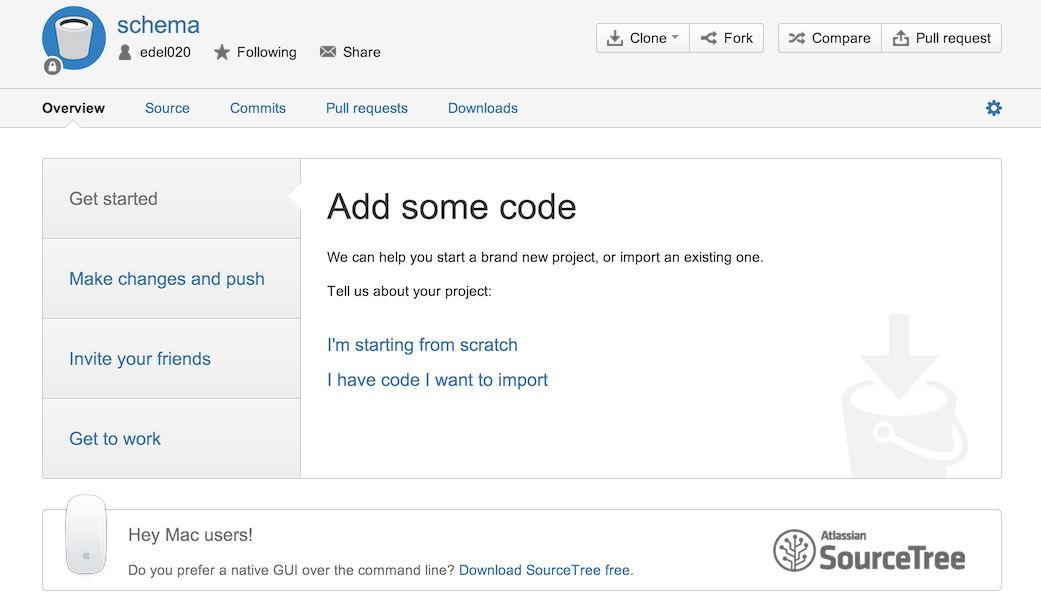 schema
edel020 Following Share
Clone Fork Compare Pull request
Overview Source Commits Pull requests Downloads
Get started
Make changes and push
Invite your friends
Get to work
Add some code
We can help you start a brand new project, or import an existing one.
Tell us about your project:
I'm starting from scratch
I have code I want to import
Hey Mac users!
Do you prefer a native GUI over the command line? Download SourceTree free.
Atlassian
SourceTree